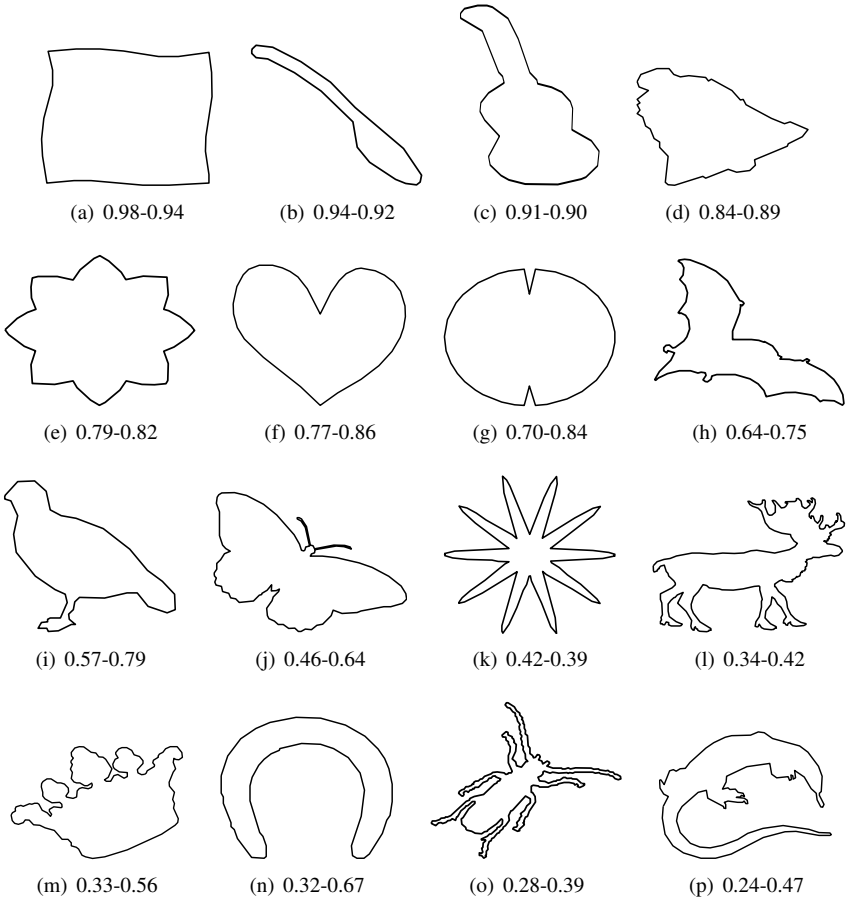 (a) 0.98-0.94 (b) 0.94-0.92 (c) 0.91-0.90 (d) 0.84-0.89
(e) 0.79-0.82 (f) 0.77-0.86 (g) 0.70-0.84 (h) 0.64-0.75
(i) 0.57-0.79 (j) 0.46-0.64 (k) 0.42-0.39 (l) 0.34-0.42
(m) 0.33-0.56 (n) 0.32-0.67 (o) 0.28-0.39 (p) 0.24-0.47